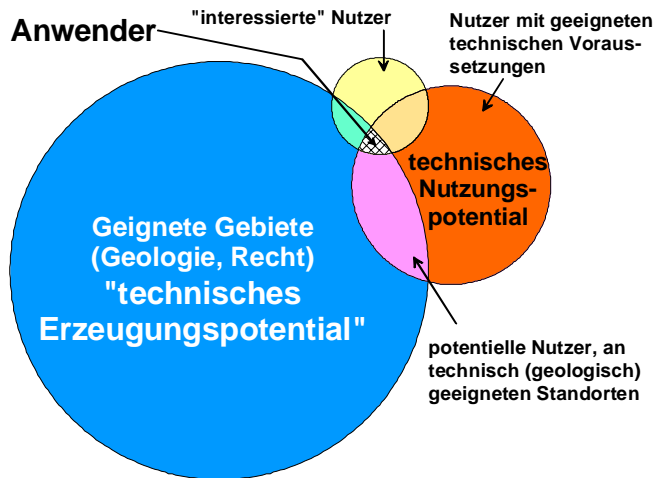 "interessierte" Nutzer
Anwender
Nutzer mit geeigneten
technischen Voraus-
setzungen
technisches
Nutzungs-
potential
Geignete Gebiete
(Geologie, Recht)
"technisches
Erzeugungspotential"
potentielle Nutzer, an
technisch (geologisch)
geeigneten Standorten